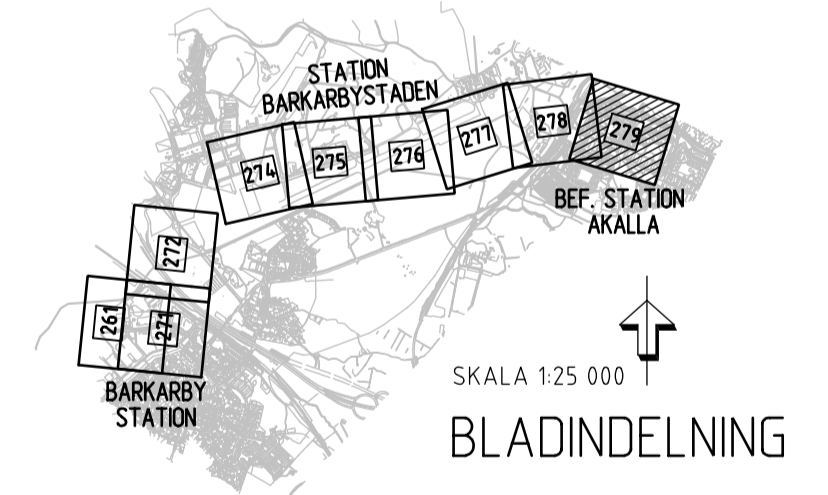 STATION
BARKARBYSTADEN
274
275
276
277
278
279
BEF. STATION
AKALLA
272
261
271
BARKARBY
STATION
SKALA 1:25 000
BLADINDELNING